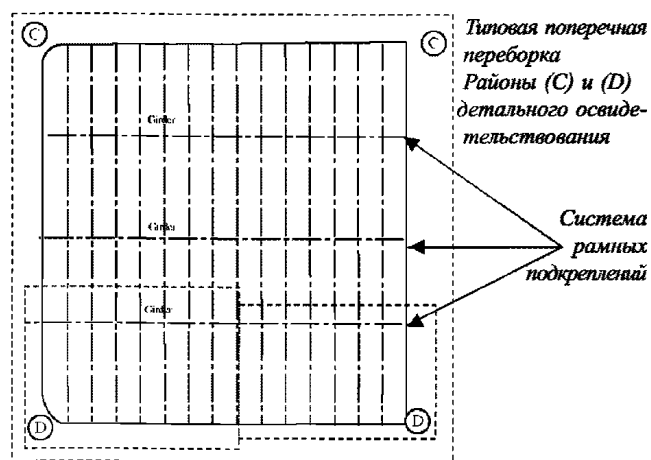 C
C
Типовая поперечная
переборка
Районы (C) и (D)
детального освиде-
тельствования
Girder
Girder
Система
рамных
подкреплений
Girder
D
D